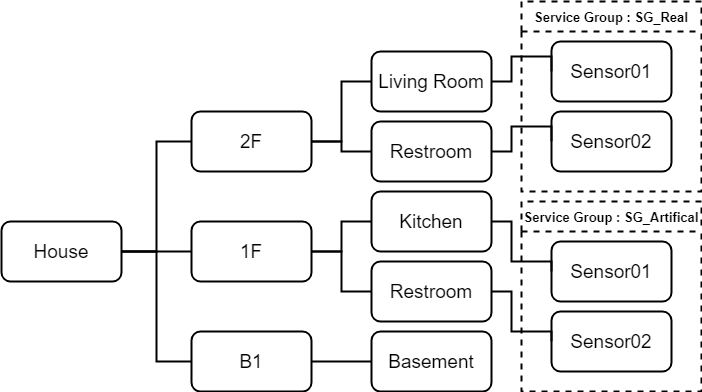 Service Group : SG_Real
Living Room
Sensor01
2F
Restroom
Sensor02
Kitchen
Service Group : SG_Artifical
House
1F
Sensor01
Restroom
Sensor02
B1
Basement